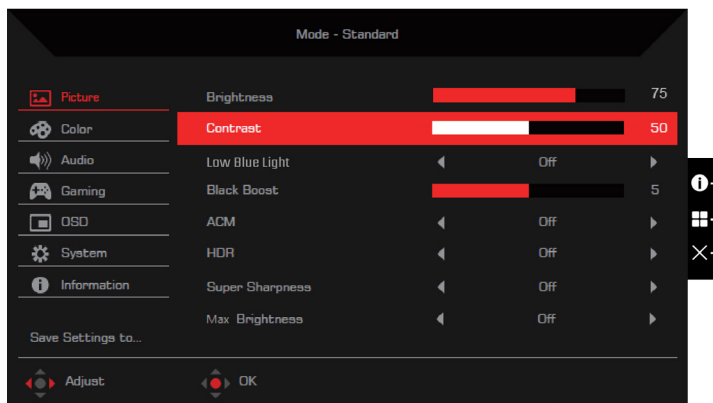 Mode - Standard
Picture
Brightness 75
Color
Contrast 50
Audio
Low Blue Light Off
Gaming
Black Boost 5
OSD
ACM Off
System
HDR Off
Information
Super Sharpness Off
Max Brightness Off
Save Settings to...
Adjust OK